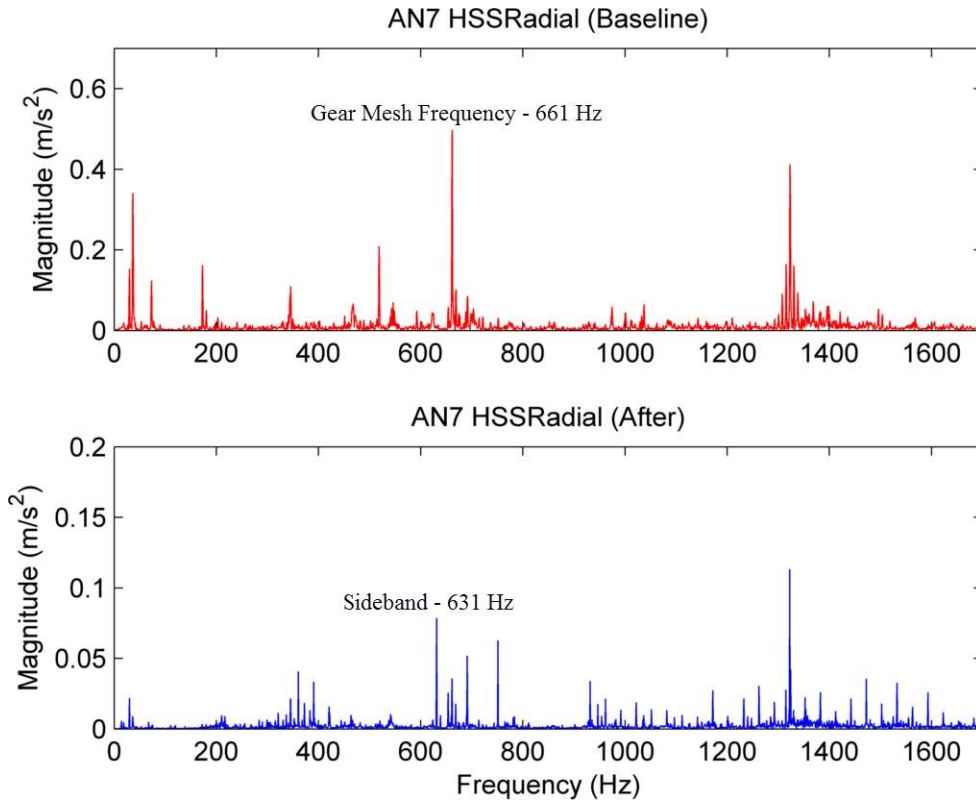 AN7 HSSRadial (Baseline)
Magnitude (m/s²)
0.6
0.4
0.2
0
Gear Mesh Frequency - 661 Hz
0 200 400 600 800 1000 1200 1400 1600
AN7 HSSRadial (After)
Magnitude (m/s²)
0.2
0.15
0.1
0.05
0
Sideband - 631 Hz
0 200 400 600 800 1000 1200 1400 1600
Frequency (Hz)